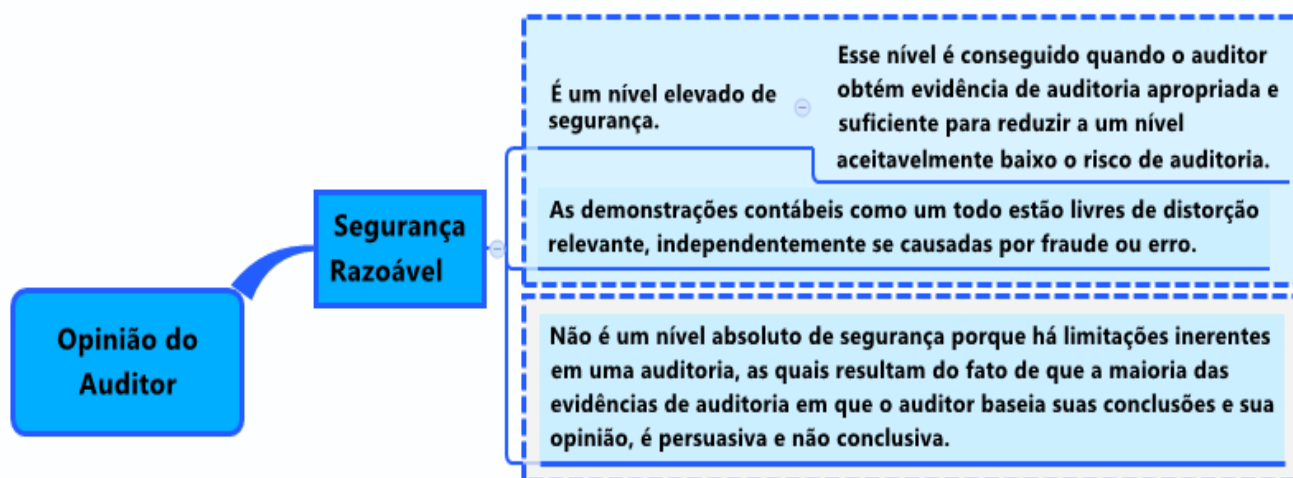 Opinião do
Auditor
Segurança
Razoável
É um nível elevado de
segurança.
Esse nível é conseguido quando o auditor
obtém evidência de auditoria apropriada e
suficiente para reduzir a um nível
aceitavelmente baixo o risco de auditoria.
As demonstrações contábeis como um todo estão livres de distorção
relevante, independentemente se causadas por fraude ou erro.
Não é um nível absoluto de segurança porque há limitações inerentes
em uma auditoria, as quais resultam do fato de que a maioria das
evidências de auditoria em que o auditor baseia suas conclusões e sua
opinião, é persuasiva e não conclusiva.